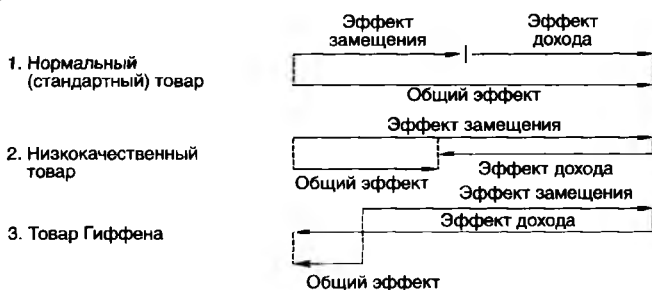 Эффект
замещения
Эффект
дохода
1. Нормальный
(стандартный) товар
Общий эффект
Эффект замещения
2. Низкокачественный
товар
Эффект дохода
Общий эффект
Эффект замещения
Эффект дохода
3. Товар Гиффена
Общий эффект